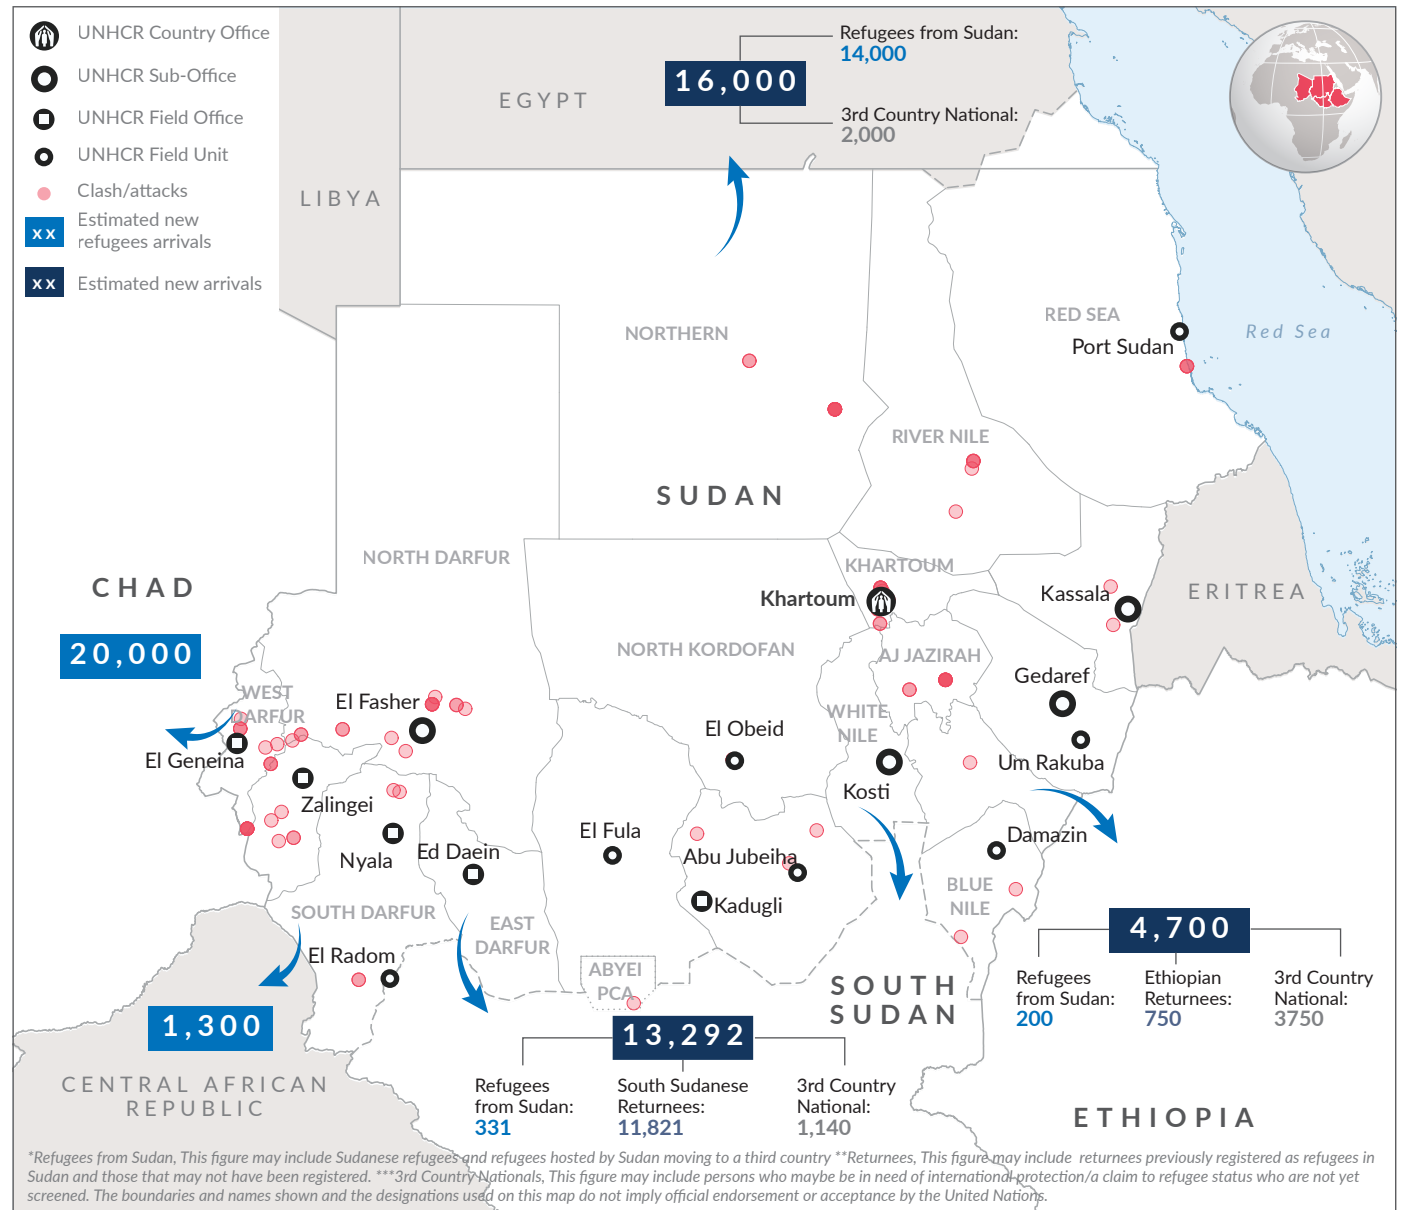 UNHCR Country Office
UNHCR Sub-Office
UNHCR Field Office
UNHCR Field Unit
Clash/attacks
xx
Estimated new
refugees arrivals
xx
Estimated new arrivals
EGYPT
16,000
Refugees from Sudan:
14,000
3rd Country National:
2,000
LIBYA
NORTHERN
RED SEA
Port Sudan
Red Sea
RIVER NILE
SUDAN
NORTH DARFUR
KHARTOUM
Khartoum
CHAD
20,000
Kassala
ERITREA
NORTH KORDOFAN
AJ JAZIRAH
Gedaref
WEST
DARFUR
El Fasher
WHITE
NILE
El Obeid
El Geneina
Um Rakuba
Zalingei
Kosti
El Fula
Damazin
Nyala
Ed Daein
Abu Jubeiha
BLUE
NILE
Kadugli
SOUTH DARFUR
EAST
DARFUR
El Radom
ABYEI
PCA
SOUTH
SUDAN
4,700
Refugees
from Sudan:
200
Ethiopian
Returnees:
750
3rd Country
National:
3750
1,300
13,292
CENTRAL AFRICAN
REPUBLIC
Refugees
from Sudan:
331
South Sudanese
Returnees:
11,821
3rd Country
National:
1,140
ETHIOPIA
*Refugees from Sudan, This figure may include Sudanese refugees and refugees hosted by Sudan moving to a third country **Returnees, This figure may include returnees previously registered as refugees in
Sudan and those that may not have been registered. ***3rd Country Nationals, This figure may include persons who maybe be in need of international protection/a claim to refugee status who are not yet
screened. The boundaries and names shown and the designations used on this map do not imply official endorsement or acceptance by the United Nations.